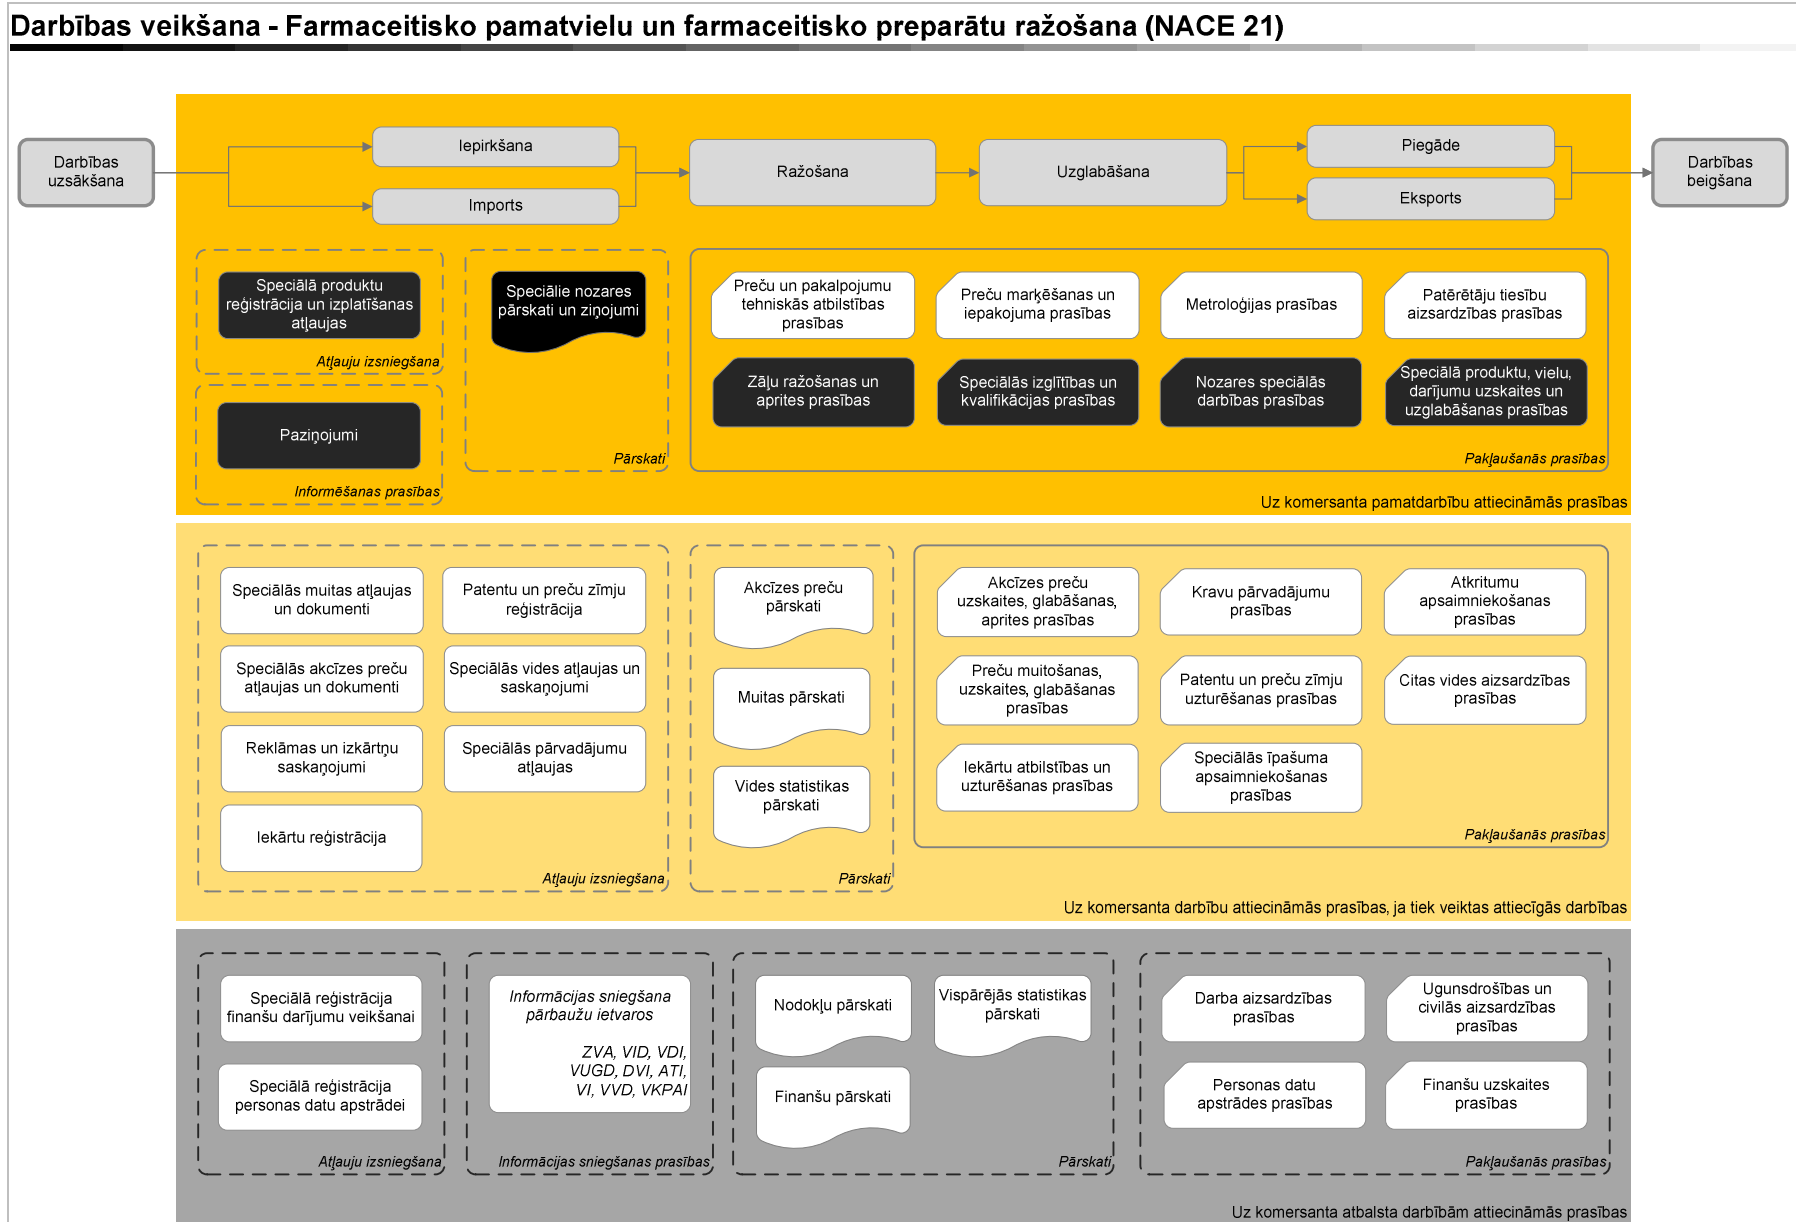 Darbības veikšana - Farmaceitisko pamatvielu un farmaceitisko preparātu ražošana (NACE 21)
Darbības
uzsākšana
Iepirkšana
Imports
Ražošana
Uzglabāšana
Piegāde
Eksports
Darbības
beigšana
Speciālā produktu
reģistrācija un izplatīšanas
atļaujas
Atļauju izsniegšana
Paziņojumi
Informēšanas prasības
Speciālie nozares
pārskati un ziņojumi
Pārskati
Preču un pakalpojumu
tehniskās atbilstības
prasības
Preču marķēšanas un
iepakojuma prasības
Metroloģijas prasības
Patērētāju tiesību
aizsardzības prasības
Zāļu ražošanas un
aprites prasības
Speciālās izglītības un
kvalifikācijas prasības
Nozares speciālās
darbības prasības
Speciālā produktu, vielu,
darījumu uzskaites un
uzglabāšanas prasības
Pakļaušanās prasības
Uz komersanta pamatdarbību attiecināmās prasības
Speciālās muitas atļaujas
un dokumenti
Patentu un preču zīmju
reģistrācija
Speciālās akcīzes preču
atļaujas un dokumenti
Speciālās vides atļaujas un
saskaņojumi
Reklāmas un izkārtņu
saskaņojumi
Speciālās pārvadājumu
atļaujas
Iekārtu reģistrācija
Atļauju izsniegšana
Akcīzes preču
pārskati
Muitas pārskati
Vides statistikas
pārskati
Pārskati
Akcīzes preču
uzskaites, glabāšanas,
aprites prasības
Kravu pārvadājumu
prasības
Atkritumu
apsaimniekošanas
prasības
Preču muitošanas,
uzskaites, glabāšanas
prasības
Patentu un preču zīmju
uzturēšanas prasības
Citas vides aizsardzības
prasības
Iekārtu atbilstības un
uzturēšanas prasības
Speciālās īpašuma
apsaimniekošanas
prasības
Pakļaušanās prasības
Uz komersanta darbību attiecināmās prasības, ja tiek veiktas attiecīgās darbības
Speciālā reģistrācija
finanšu darījumu veikšanai
Speciālā reģistrācija
personas datu apstrādei
Atļauju izsniegšana
Informācijas sniegšana
pārbaužu ietvaros
ZVA, VID, VDI,
VUGD, DVI, ATI,
VI, VVD, VKPAI
Informācijas sniegšanas prasības
Nodokļu pārskati
Vispārējās statistikas
pārskati
Finanšu pārskati
Pārskati
Darba aizsardzības
prasības
Ugunsdrošības un
civilās aizsardzības
prasības
Personas datu
apstrādes prasības
Finanšu uzskaites
prasības
Pakļaušanās prasības
Uz komersanta atbalsta darbībām attiecināmās prasības